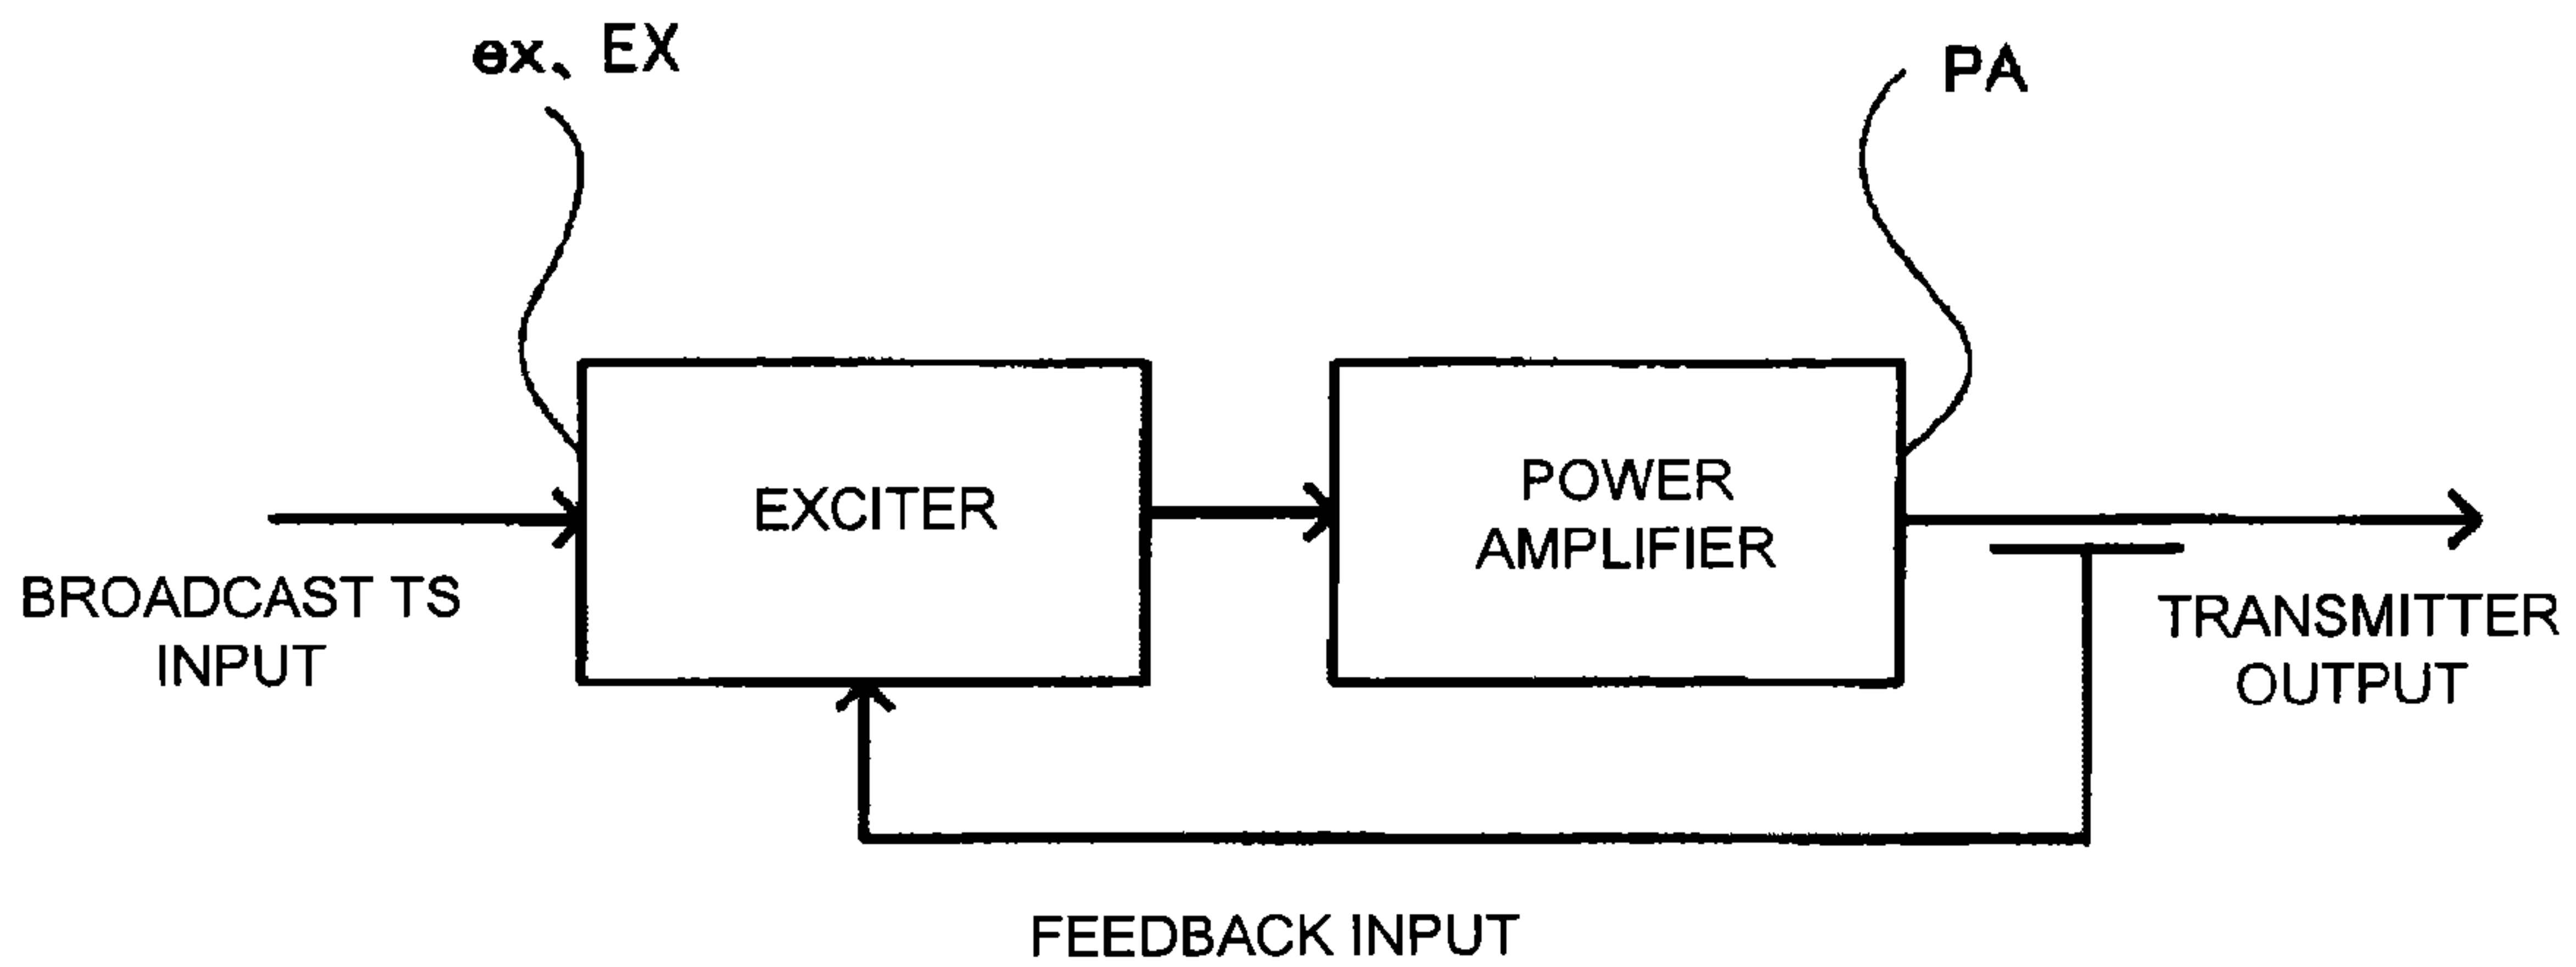 ex、EX
PA
EXCITER
POWER
AMPLIFIER
BROADCAST TS
INPUT
TRANSMITTER
OUTPUT
FEEDBACK INPUT